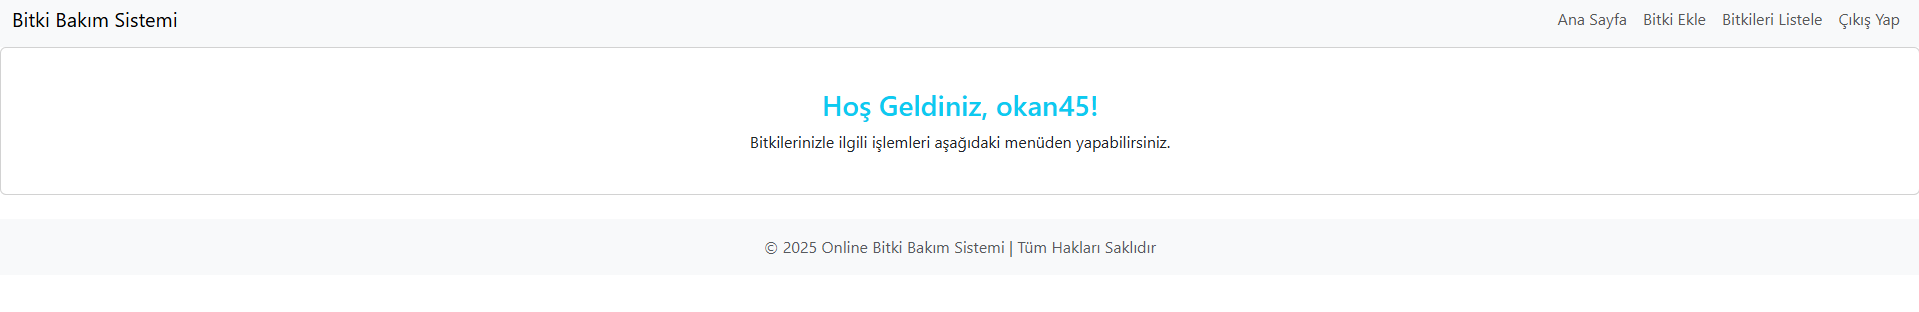 Bitki Bakım Sistemi
Ana Sayfa Bitki Ekle Bitkileri Listele Çıkış Yap
Hoş Geldiniz, okan45!
Bitkilerinizle ilgili işlemleri aşağıdaki menüden yapabilirsiniz.
© 2025 Online Bitki Bakım Sistemi | Tüm Hakları Saklıdır